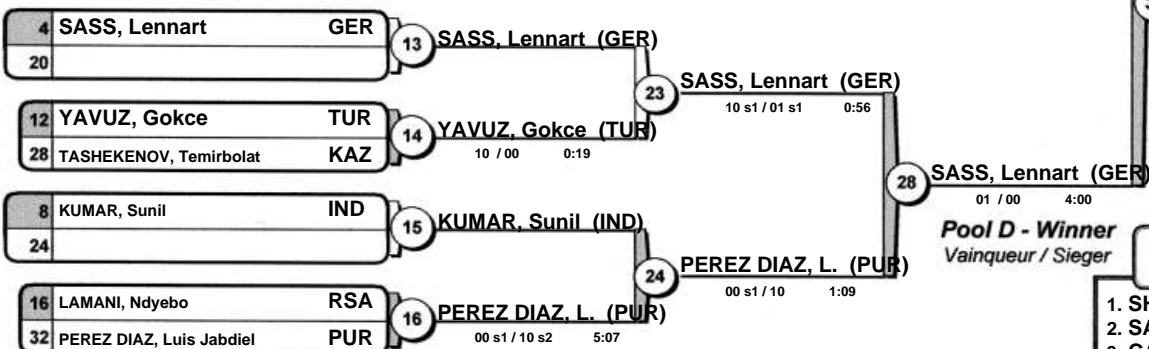 4 SASS, Lennart GER
20
13 SASS, Lennart (GER)
12 YAVUZ, Gokce TUR
28 TASHEKENOV, Temirbolat KAZ
14 YAVUZ, Gokce (TUR)
10 / 00 0:19
23 SASS, Lennart (GER)
10 s1 / 01 s1 0:56
8 KUMAR, Sunil IND
24
15 KUMAR, Sunil (IND)
16 LAMANI, Ndyebo RSA
32 PEREZ DIAZ, Luis Jabdiel PUR
16 PEREZ DIAZ, L. (PUR)
00 s1 / 10 s2 5:07
24 PEREZ DIAZ, L. (PUR)
00 s1 / 10 1:09
28 SASS, Lennart (GER)
01 / 00 4:00
Pool D - Winner
Vainqueur / Sieger
1. SH
2. SA